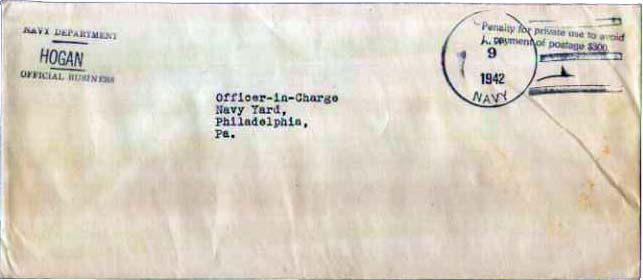 NAVY DEPARTMENT
HOGAN
OFFICIAL BUSINESS
Penalty for private use to avoid
payment of postage $300.
9
1942
NAVY
Officer-in-Charge
Navy Yard,
Philadelphia,
Pa.